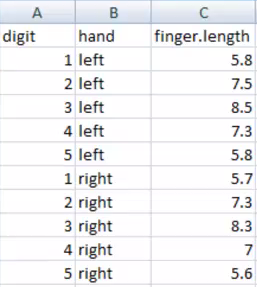 A B C
digit hand finger.length
1 left 5.8
2 left 7.5
3 left 8.5
4 left 7.3
5 left 5.8
1 right 5.7
2 right 7.3
3 right 8.3
4 right 7
5 right 5.6